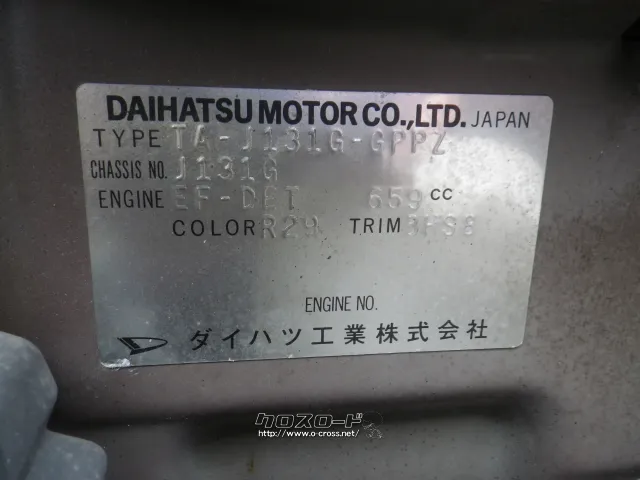 DAIHATSU MOTOR CO.,LTD. JAPAN
TYPE TA-J131G-GPPZ
CHASSIS NO. J131G
ENGINE EF-DET 659 CC
COLOR TRIM
ENGINE NO.
ダイハツ工業株式会社
クロスロード
http://www.o-cross.net/